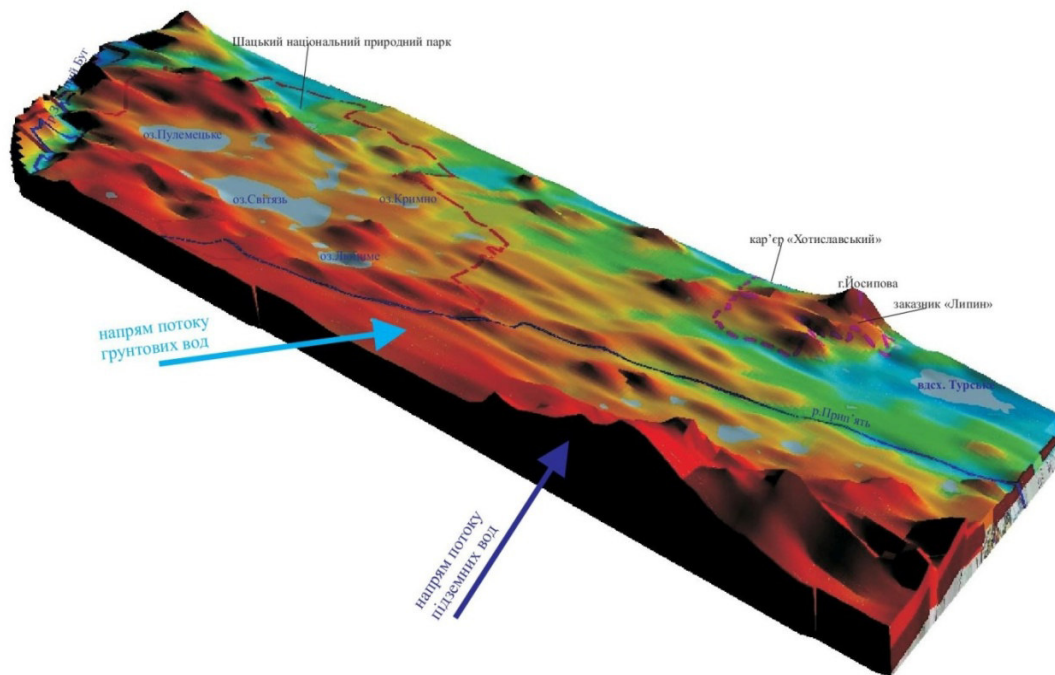 Шацький національний природний парк
оз.Пулемецьке
оз.Світязь
оз.Кримно
кар’єр «Хотиславський»
г.Йосипова
заказник «Липин»
вдсх. Турське
р.Прип’ять
напрям потоку
грунтових вод
напрям потоку
підземних вод